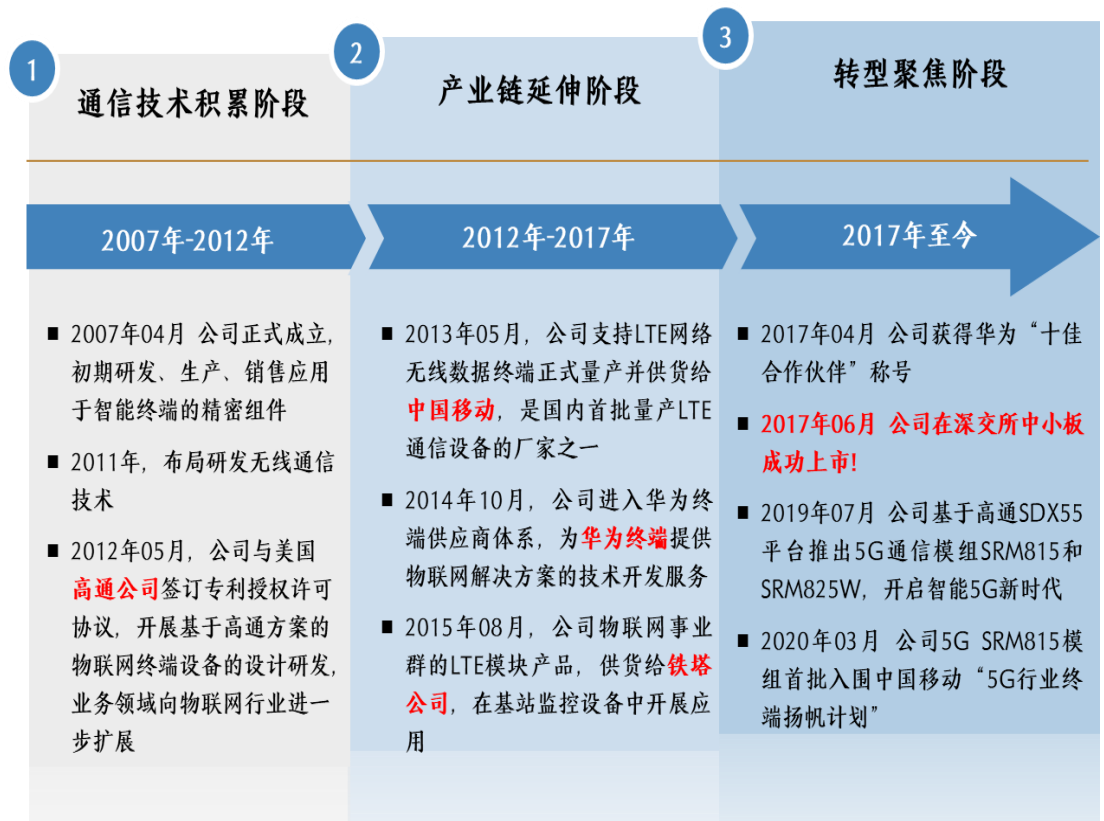 1
通信技术积累阶段
2007年-2012年
■ 2007年04月 公司正式成立,
初期研发、生产、销售应用
于智能终端的精密组件
■ 2011年，布局研发无线通信
技术
■ 2012年05月，公司与美国
高通公司签订专利授权许可
协议，开展基于高通方案的
物联网终端设备的设计研发,
业务领域向物联网行业进一
步扩展
2
产业链延伸阶段
2012年-2017年
■ 2013年05月，公司支持LTE网络
无线数据终端正式量产并供货给
中国移动，是国内首批量产LTE
通信设备的厂家之一
■ 2014年10月，公司进入华为终
端供应商体系，为华为终端提供
物联网解决方案的技术开发服务
■ 2015年08月，公司物联网事业
群的LTE模块产品，供货给铁塔
公司，在基站监控设备中开展应
用
3
转型聚焦阶段
2017年至今
■ 2017年04月 公司获得华为“十佳
合作伙伴”称号
■ 2017年06月 公司在深交所中小板
成功上市!
■ 2019年07月 公司基于高通SDX55
平台推出5G通信模组SRM815和
SRM825W，开启智能5G新时代
■ 2020年03月 公司5G SRM815模
组首批入围中国移动“5G行业终
端扬帆计划”